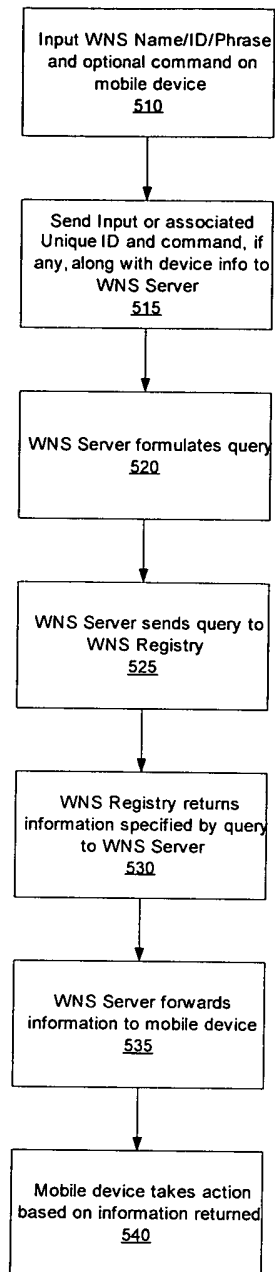 Input WNS Name/ID/Phrase
and optional command on
mobile device
510
Send Input or associated
Unique ID and command, if
any, along with device info to
WNS Server
515
WNS Server formulates query
520
WNS Server sends query to
WNS Registry
525
WNS Registry returns
information specified by query
to WNS Server
530
WNS Server forwards
information to mobile device
535
Mobile device takes action
based on information returned
540